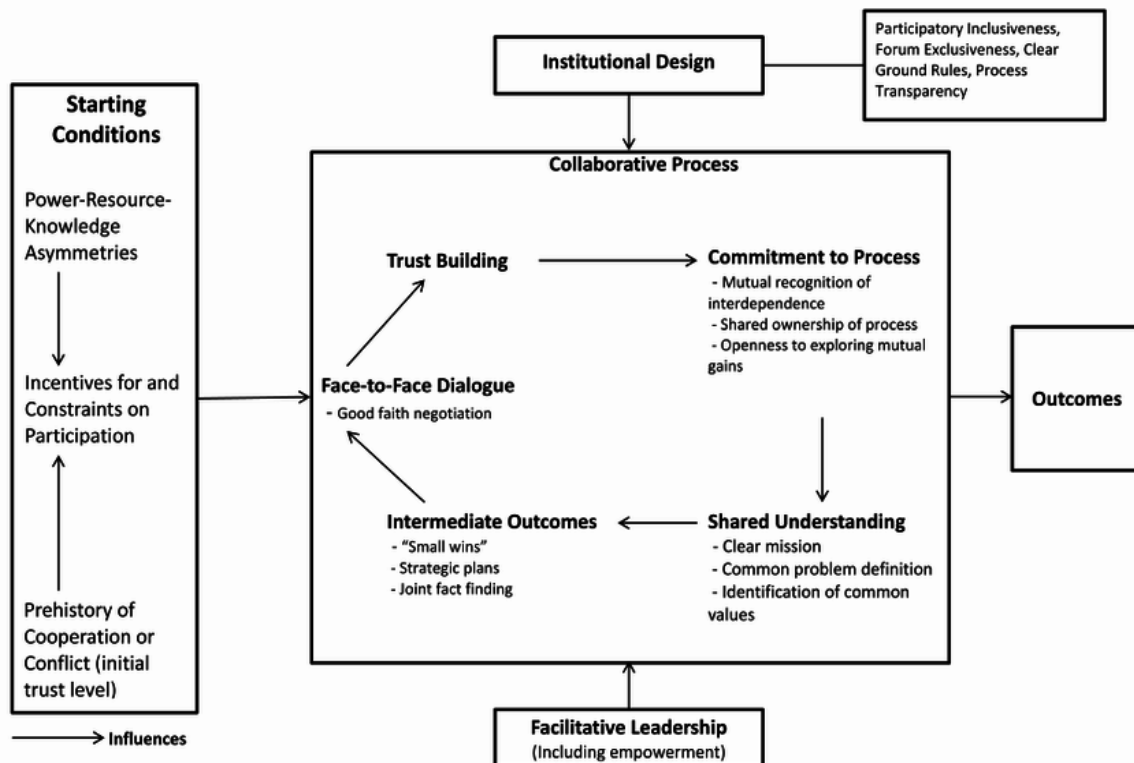 Participatory Inclusiveness,
Forum Exclusiveness, Clear
Ground Rules, Process
Transparency
Institutional Design
Starting
Conditions
Power-Resource-
Knowledge
Asymmetries
Incentives for and
Constraints on
Participation
Prehistory of
Cooperation or
Conflict (initial
trust level)
Influences
Collaborative Process
Trust Building
Commitment to Process
- Mutual recognition of
interdependence
- Shared ownership of process
- Openness to exploring mutual
gains
Face-to-Face Dialogue
- Good faith negotiation
Intermediate Outcomes
- “Small wins”
- Strategic plans
- Joint fact finding
Shared Understanding
- Clear mission
- Common problem definition
- Identification of common
values
Outcomes
Facilitative Leadership
(Including empowerment)